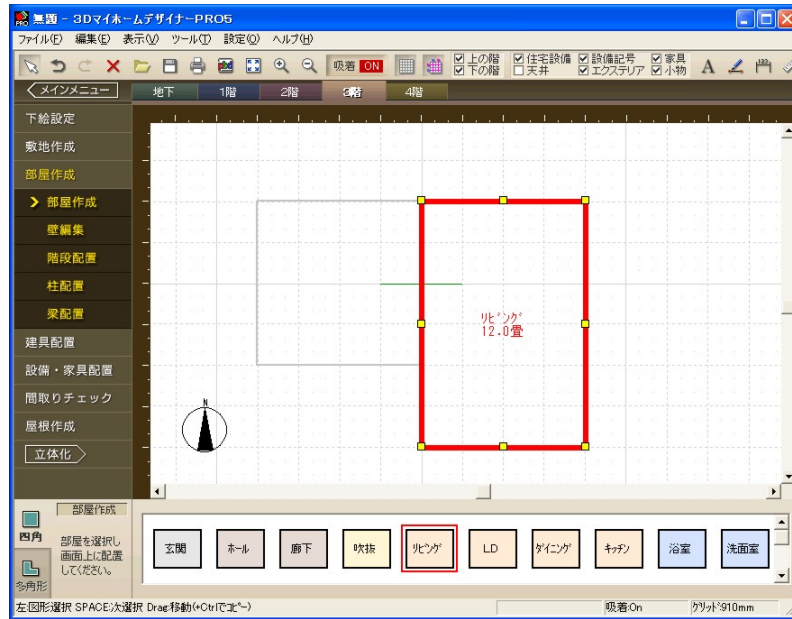 無題 - 3DマイホームデザイナーPRO5
ファイル(F) 編集(E) 表示(V) ツール(T) 設定(O) ヘルプ(H)
吸着 ON 上の階 住宅設備 設備記号 家具
下の階 天井 エクステリア 小物 A
メインメニュー 地下 1階 2階 3階 4階
下絵設定
敷地作成
部屋作成
部屋作成
壁編集
階段配置
柱配置
梁配置
建具配置
設備・家具配置
間取りチェック
屋根作成
立体化
リビング
12.0畳
N
部屋作成
四角
部屋を選択し
画面上に配置
してください。
多角形
玄関 ホール 廊下 吹抜 リビング LD ダイニング キッチン 浴室 洗面室
左:図形選択 SPACE:次選択 Drag:移動(+Ctrlでコピー) 吸着:On グリッド:910mm